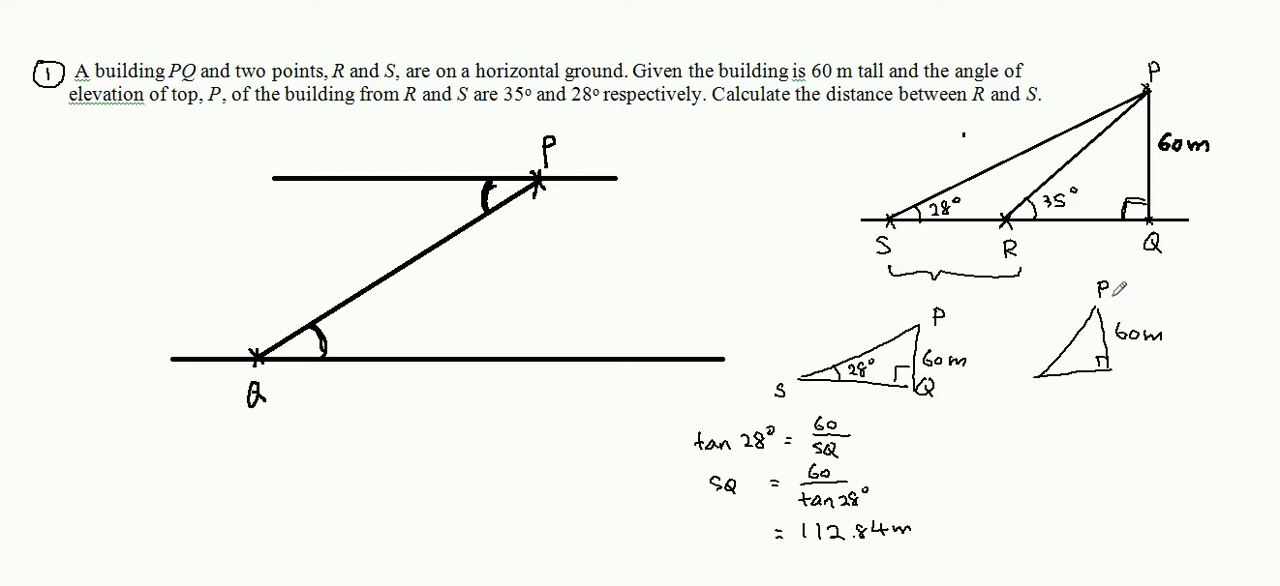 ① A building PQ and two points, R and S, are on a horizontal ground. Given the building is 60 m tall and the angle of
elevation of top, P, of the building from R and S are 35° and 28° respectively. Calculate the distance between R and S.
P
Q
P
60m
28°
35°
S
R
Q
P
28°
60m
S
Q
P
60m
tan 28° = 60/SQ
SQ = 60/tan 28°
= 112.84m